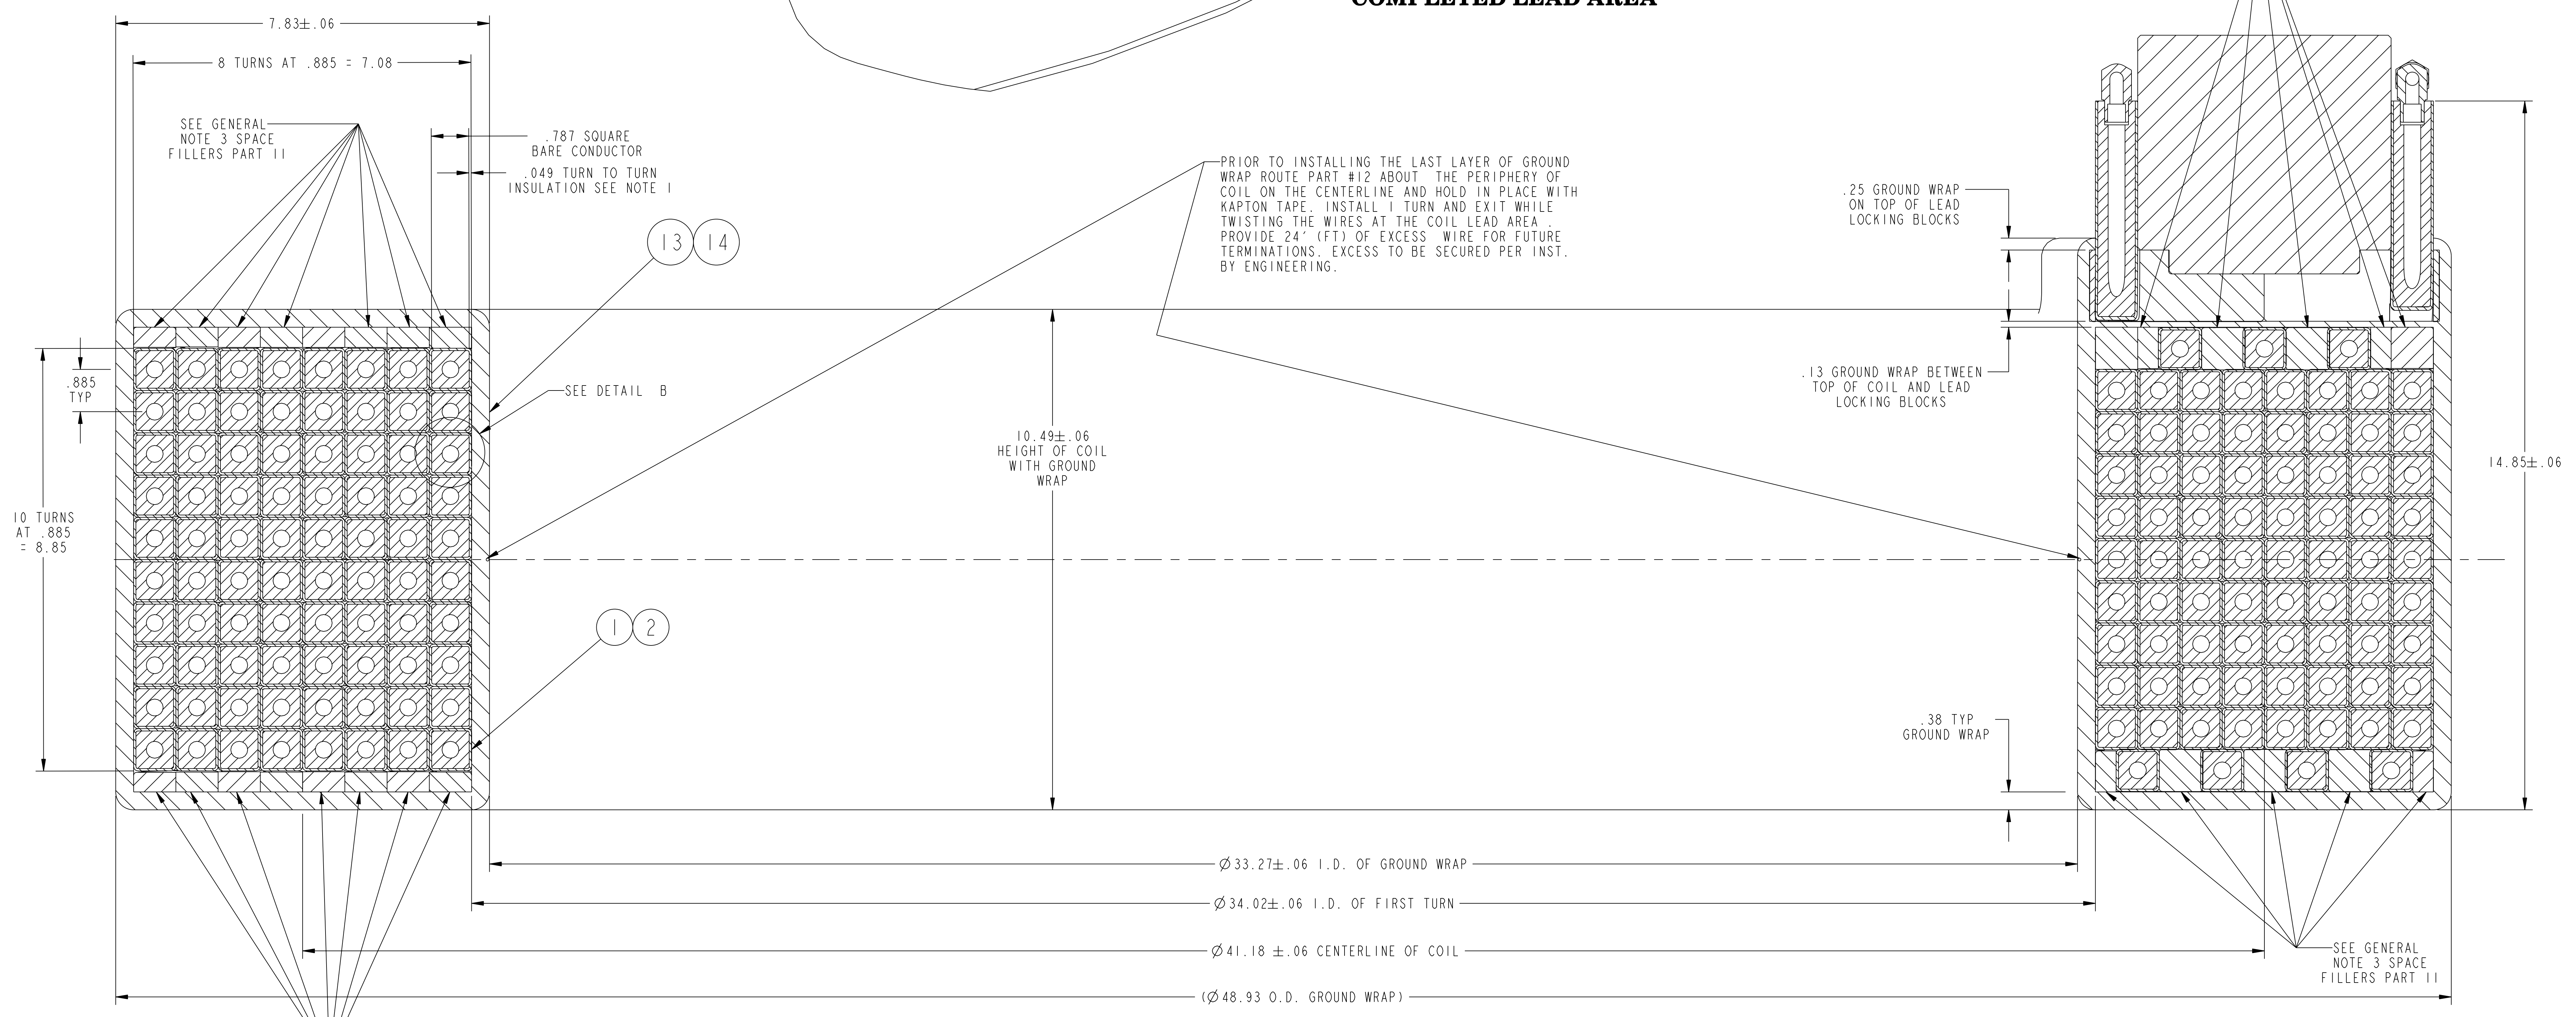 COMPLETED LEAD AREA
7.83±.06
8 TURNS AT .885 = 7.08
SEE GENERAL
NOTE 3 SPACE
FILLERS PART 11
.787 SQUARE
BARE CONDUCTOR
.049 TURN TO TURN
INSULATION SEE NOTE 1
13
14
PRIOR TO INSTALLING THE LAST LAYER OF GROUND
WRAP ROUTE PART #12 ABOUT THE PERIPHERY OF
COIL ON THE CENTERLINE AND HOLD IN PLACE WITH
KAPTON TAPE. INSTALL 1 TURN AND EXIT WHILE
TWISTING THE WIRES AT THE COIL LEAD AREA .
PROVIDE 24' (FT) OF EXCESS WIRE FOR FUTURE
TERMINATIONS. EXCESS TO BE SECURED PER INST.
BY ENGINEERING.
.25 GROUND WRAP
ON TOP OF LEAD
LOCKING BLOCKS
.885
TYP
SEE DETAIL B
.13 GROUND WRAP BETWEEN
TOP OF COIL AND LEAD
LOCKING BLOCKS
10.49±.06
HEIGHT OF COIL
WITH GROUND
WRAP
14.85±.06
10 TURNS
AT .885
= 8.85
1
2
.38 TYP
GROUND WRAP
Ø33.27±.06 I.D. OF GROUND WRAP
Ø34.02±.06 I.D. OF FIRST TURN
Ø41.18 ±.06 CENTERLINE OF COIL
SEE GENERAL
NOTE 3 SPACE
FILLERS PART 11
(Ø48.93 O.D. GROUND WRAP)